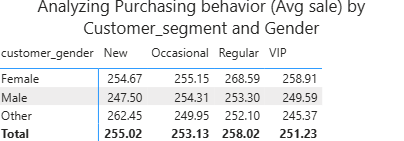 Analyzing Purchasing behavior (Avg sale) by
Customer_segment and Gender
customer_gender New Occasional Regular VIP
Female 254.67 255.15 268.59 258.91
Male 247.50 254.31 253.30 249.59
Other 262.45 249.95 252.10 245.37
Total 255.02 253.13 258.02 251.23